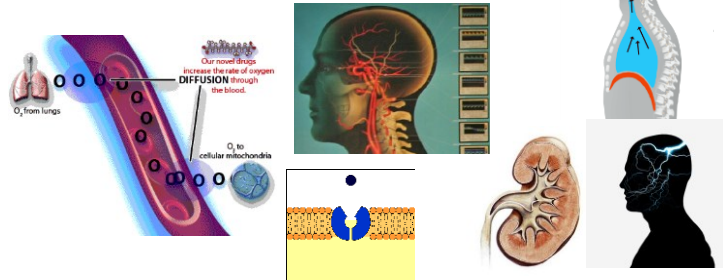 Our novel drugs
increase the rate of oxygen
DIFFUSION through
the blood.
O₂ from lungs
O₂ to
cellular mitochondria